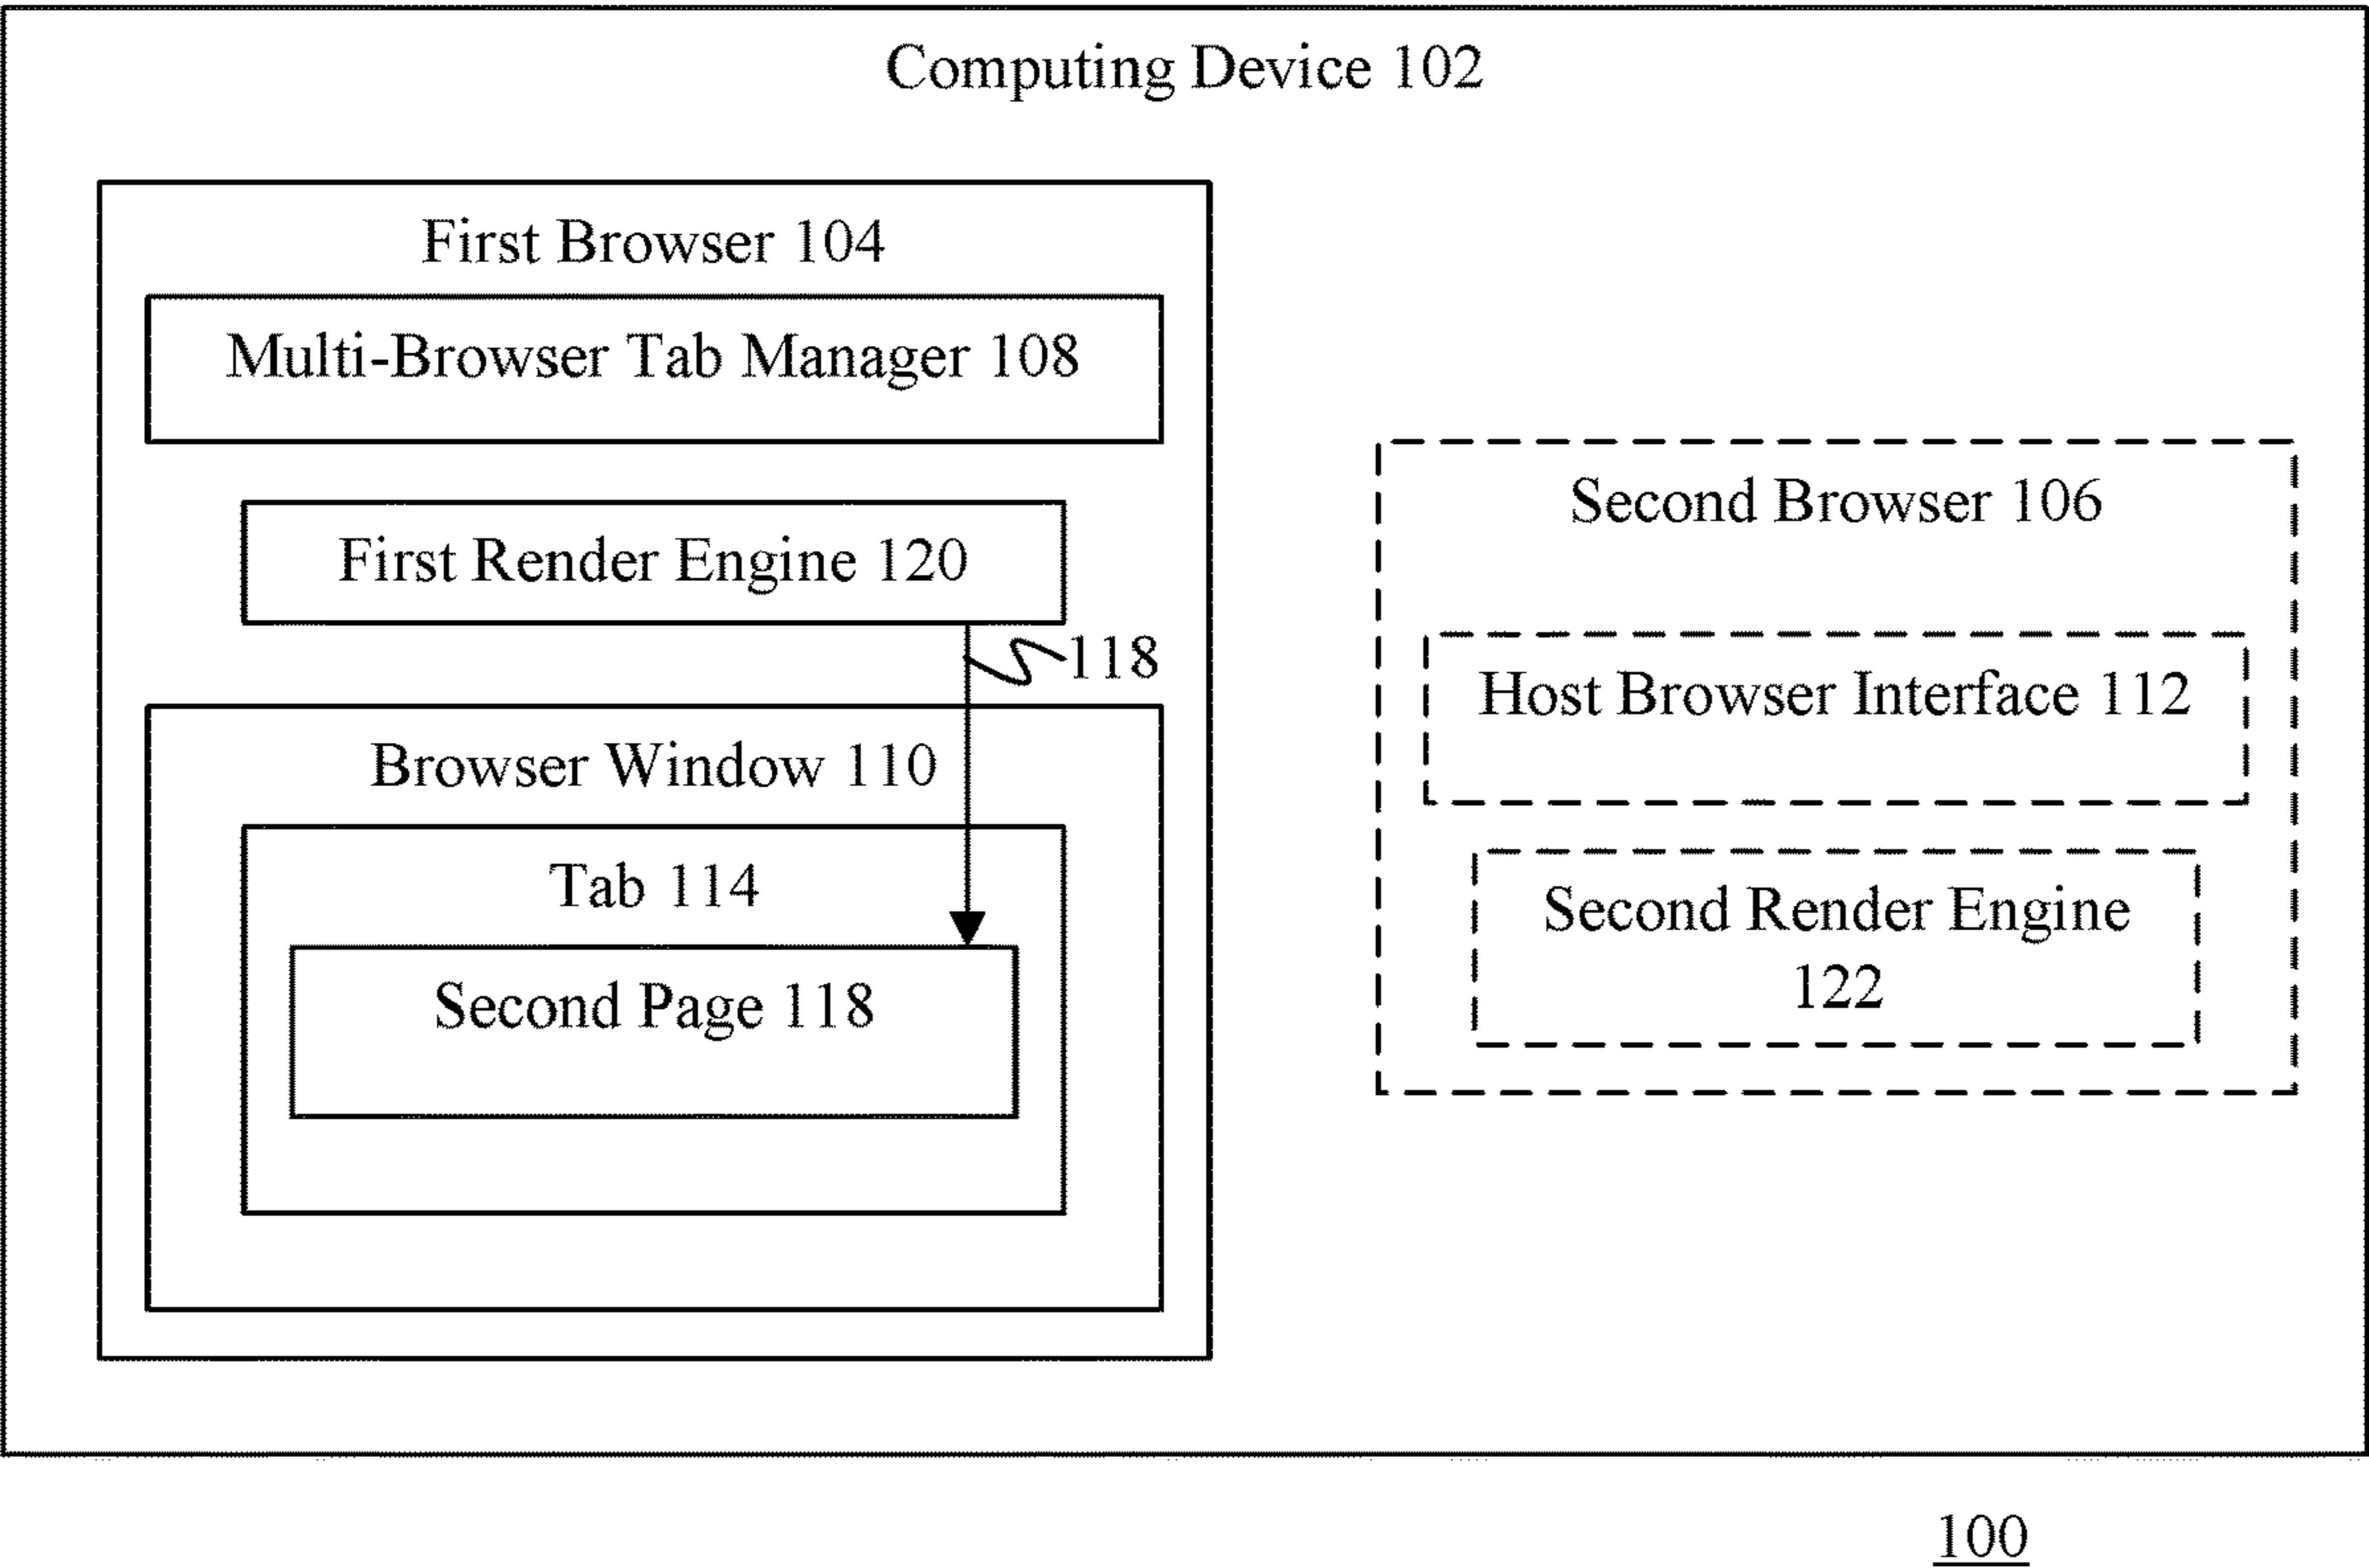 Computing Device 102
First Browser 104
Multi-Browser Tab Manager 108
First Render Engine 120
118
Browser Window 110
Tab 114
Second Page 118
Second Browser 106
Host Browser Interface 112
Second Render Engine
122
100